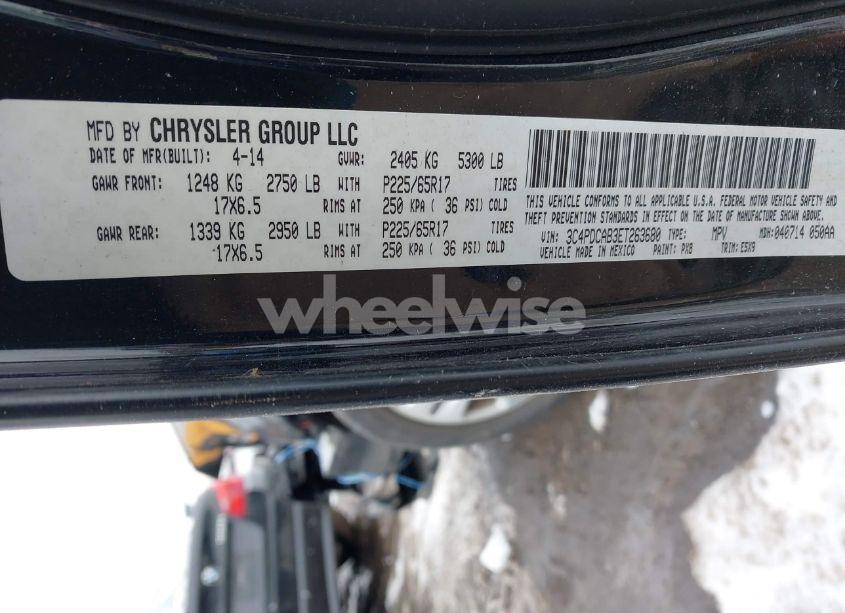 MFD BY CHRYSLER GROUP LLC
DATE OF MFR(BUILT): 4-14 GVWR: 2405 KG 5300 LB
GAWR FRONT: 1248 KG 2750 LB WITH P225/65R17 TIRES
17X6.5 RIMS AT 250 KPA ( 36 PSI) COLD
GAWR REAR: 1339 KG 2950 LB WITH P225/65R17 TIRES
17X6.5 RIMS AT 250 KPA ( 36 PSI) COLD
THIS VEHICLE CONFORMS TO ALL APPLICABLE U.S.A. FEDERAL MOTOR VEHICLE SAFETY AND
THEFT PREVENTION STANDARDS IN EFFECT ON THE DATE OF MANUFACTURE SHOWN ABOVE.
VIN: 3C4PDCAB3ET263680 TYPE: MPV MDH: 040714 050AA
VEHICLE MADE IN MEXICO PAINT: PX8 TRIM: E5X9
wheelwise